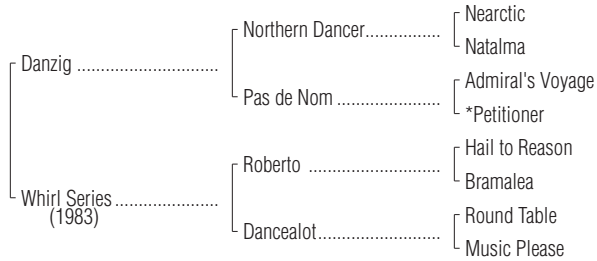 Nearctic
Northern Dancer.................
Natalma
Danzig ................................
Admiral's Voyage
Pas de Nom .......................
*Petitioner
Hail to Reason
Roberto .............................
Bramalea
Whirl Series .......................
(1983)
Round Table
Dancealot...........................
Music Please